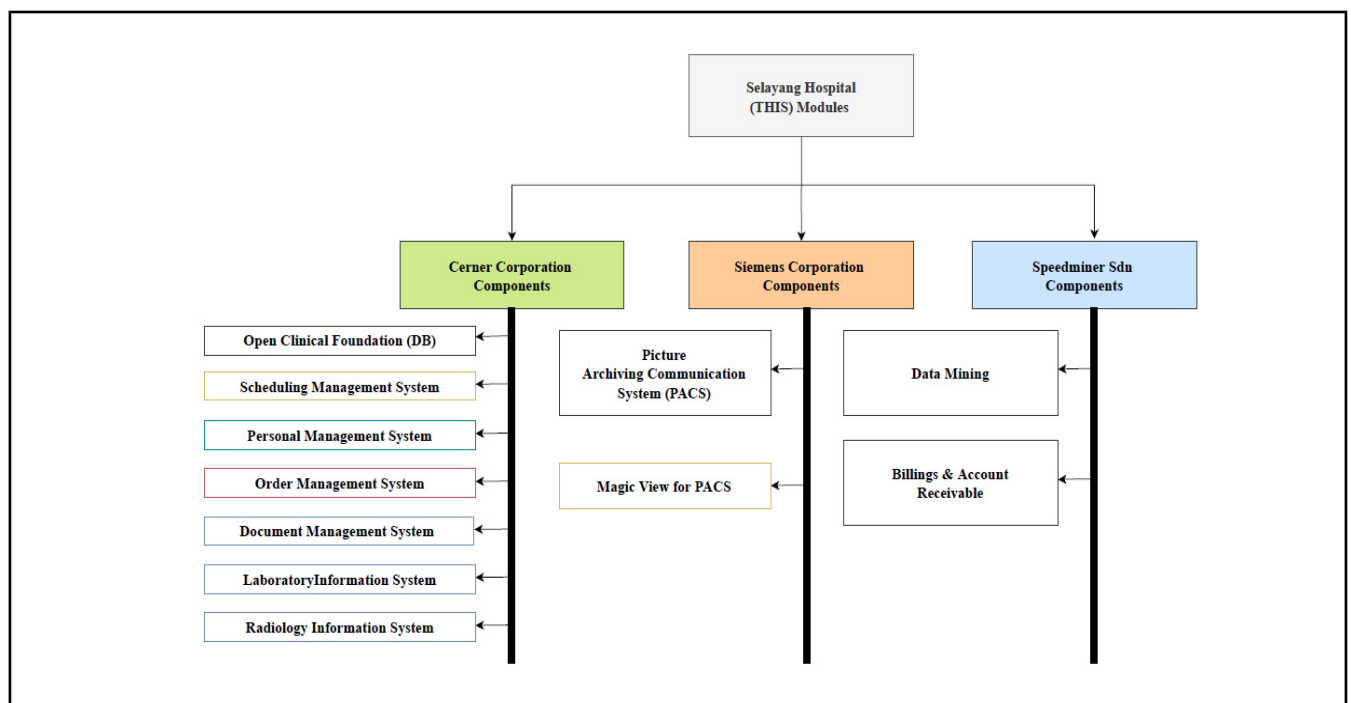 Selayang Hospital
(THIS) Modules
Cerner Corporation
Components
Siemens Corporation
Components
Speedminer Sdn
Components
Open Clinical Foundation (DB)
Scheduling Management System
Personal Management System
Order Management System
Document Management System
LaboratoryInformation System
Radiology Information System
Picture
Archiving Communication
System (PACS)
Magic View for PACS
Data Mining
Billings & Account
Receivable